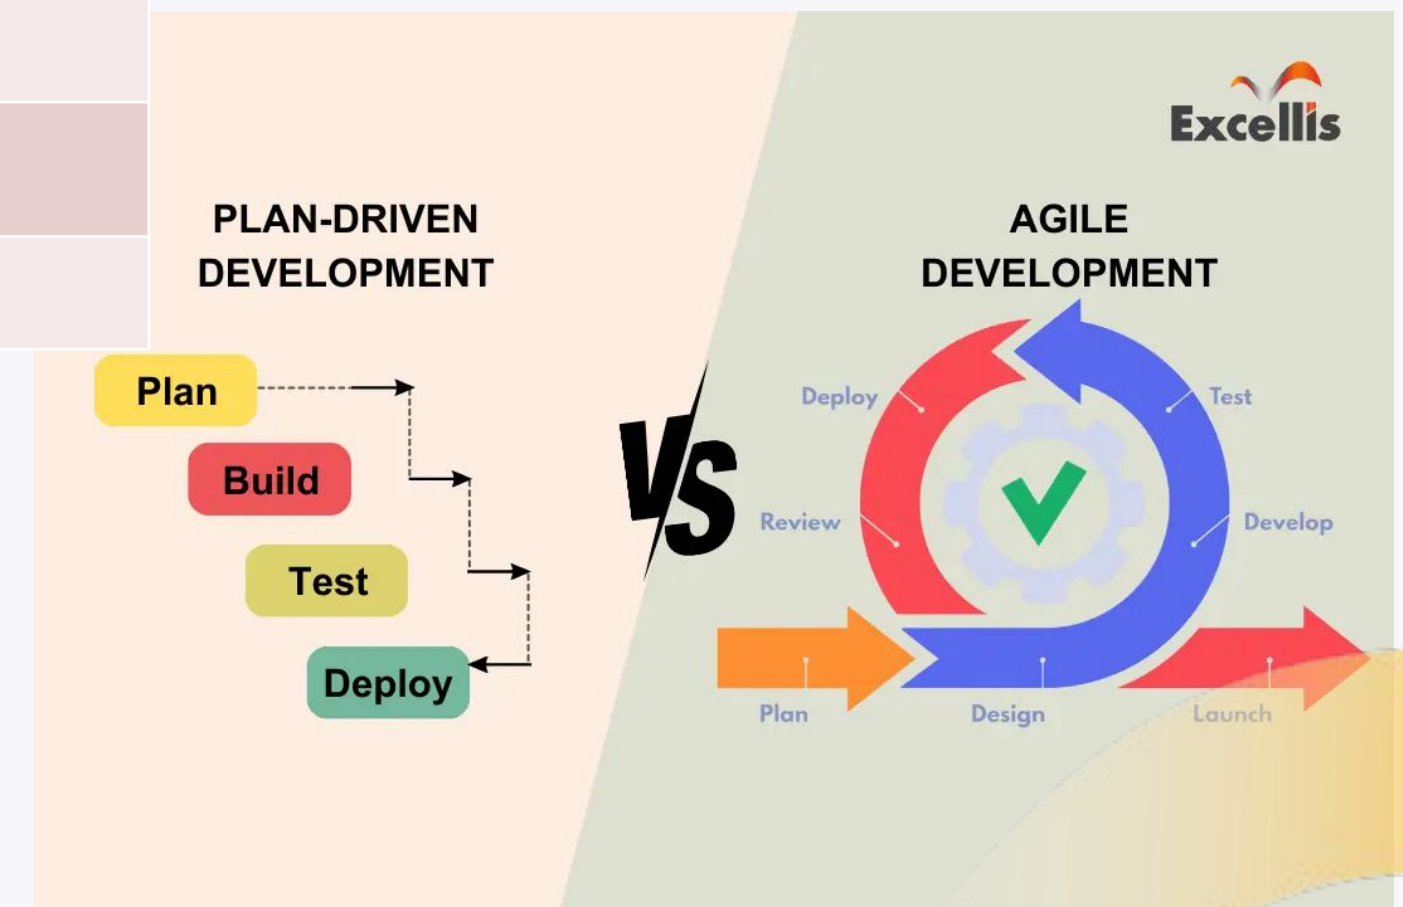 Excellis
PLAN-DRIVEN
DEVELOPMENT
Plan
Build
Test
Deploy
VS
AGILE
DEVELOPMENT
Deploy
Test
Review
Develop
Plan
Design
Launch